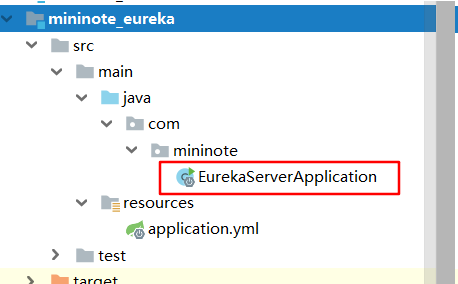 mininote_eureka
src
main
java
com
mininote
EurekaServerApplication
resources
application.yml
test
target